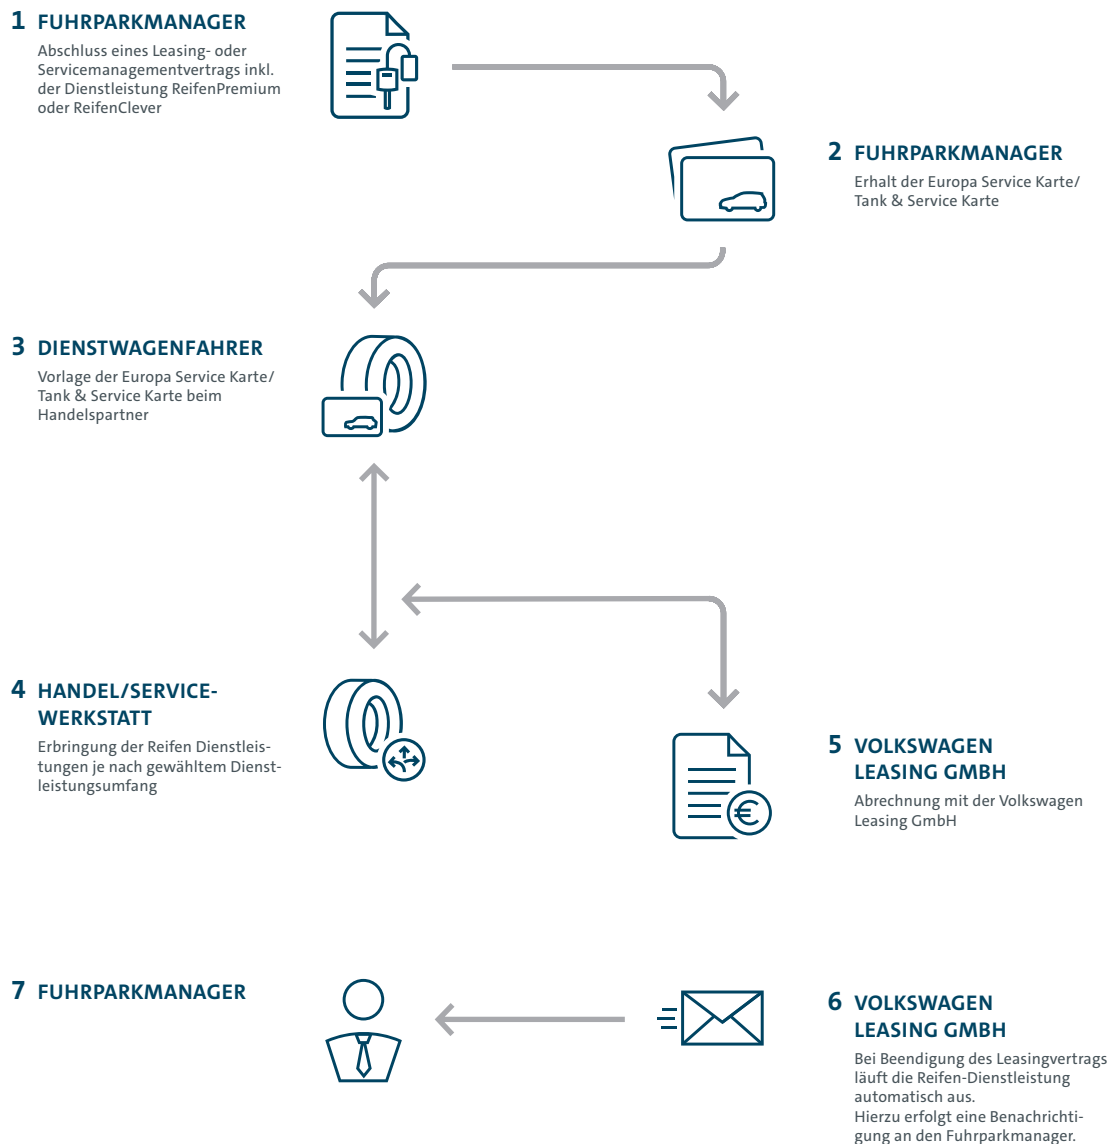 1 FUHRPARKMANAGER
Abschluss eines Leasing- oder
Servicemanagementvertrags inkl.
der Dienstleistung ReifenPremium
oder ReifenClever
2 FUHRPARKMANAGER
Erhalt der Europa Service Karte/
Tank & Service Karte
3 DIENSTWAGENFAHRER
Vorlage der Europa Service Karte/
Tank & Service Karte beim
Handelspartner
4 HANDEL/SERVICE-
WERKSTATT
Erbringung der Reifen Dienstleis-
tungen je nach gewähltem Dienst-
leistungsumfang
5 VOLKSWAGEN
LEASING GMBH
Abrechnung mit der Volkswagen
Leasing GmbH
€
6 VOLKSWAGEN
LEASING GMBH
Bei Beendigung des Leasingvertrags
läuft die Reifen-Dienstleistung
automatisch aus.
Hierzu erfolgt eine Benachrichti-
gung an den Fuhrparkmanager.
7 FUHRPARKMANAGER